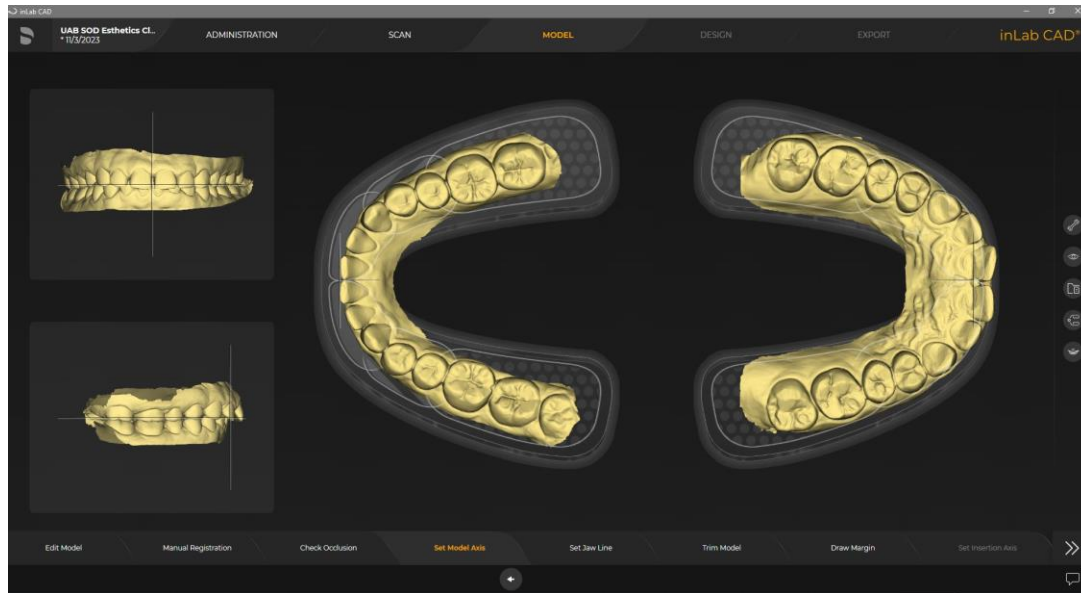 inLab CAD
UAB SOD Esthetics Cl..
* 11/3/2023
ADMINISTRATION
SCAN
MODEL
DESIGN
EXPORT
inLab CAD®
Edit Model
Manual Registration
Check Occlusion
Set Model Axis
Set Jaw Line
Trim Model
Draw Margin
Set Insertion Axis